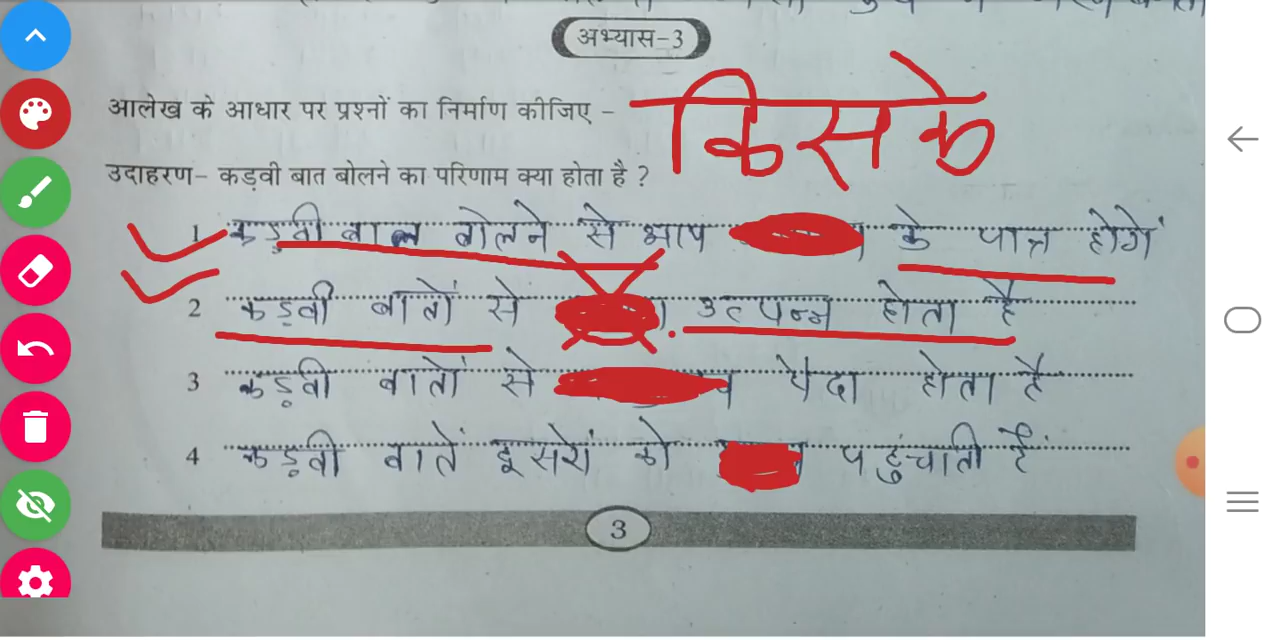 अभ्यास-3
आलेख के आधार पर प्रश्नों का निर्माण कीजिए -
किसके
उदाहरण- कड़वी बात बोलने का परिणाम क्या होता है ?
1 कड़वी बात बोलने से आप के पात्र होगें
2 कड़वी बातों से उत्पन्न होता है
3 कड़वी बातों से पैदा होता है
4 कड़वी बातें दूसरों को पहुंचाती हैं
3